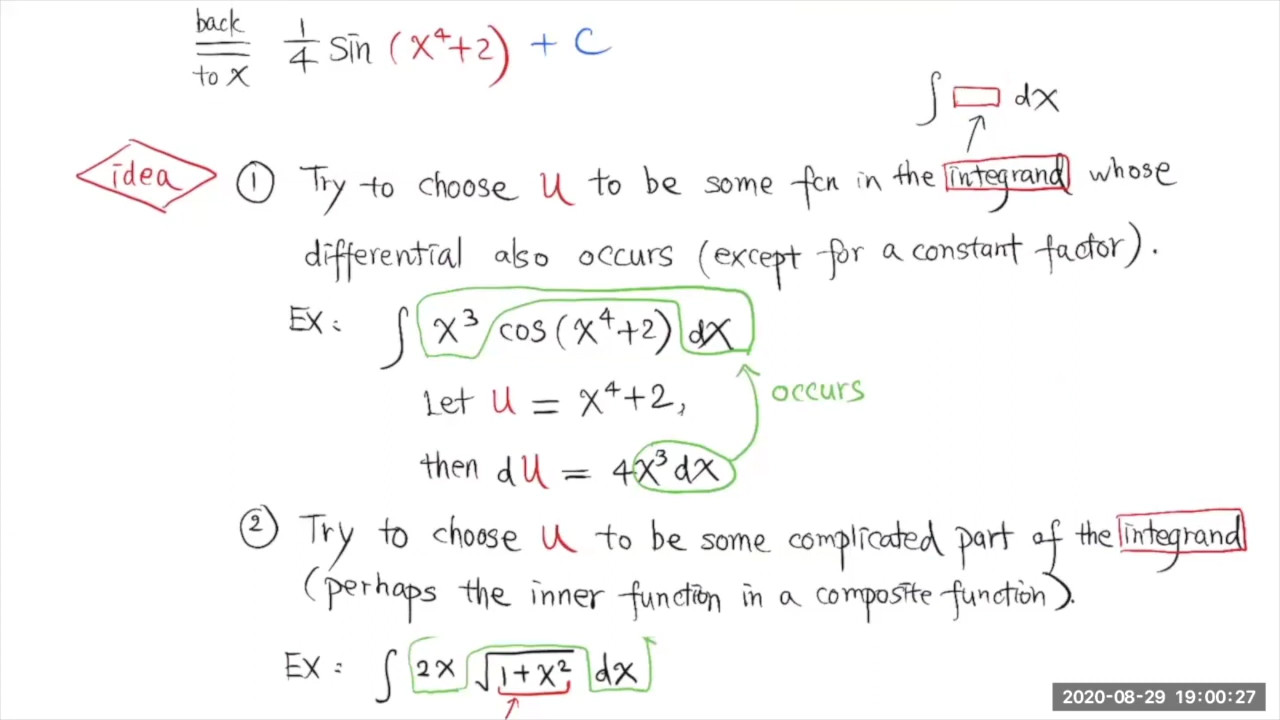 back
to x
1/4 sin (x⁴+2) + C
∫ ▭ dx
idea ① Try to choose u to be some fcn in the integrand whose
differential also occurs (except for a constant factor).
EX: ∫ x³ cos(x⁴+2) dx
Let u = x⁴+2,
occurs
then du = 4x³dx
② Try to choose u to be some complicated part of the integrand
(perhaps the inner function in a composite function).
EX: ∫ 2x √(1+x²) dx
2020-08-29 19:00:27